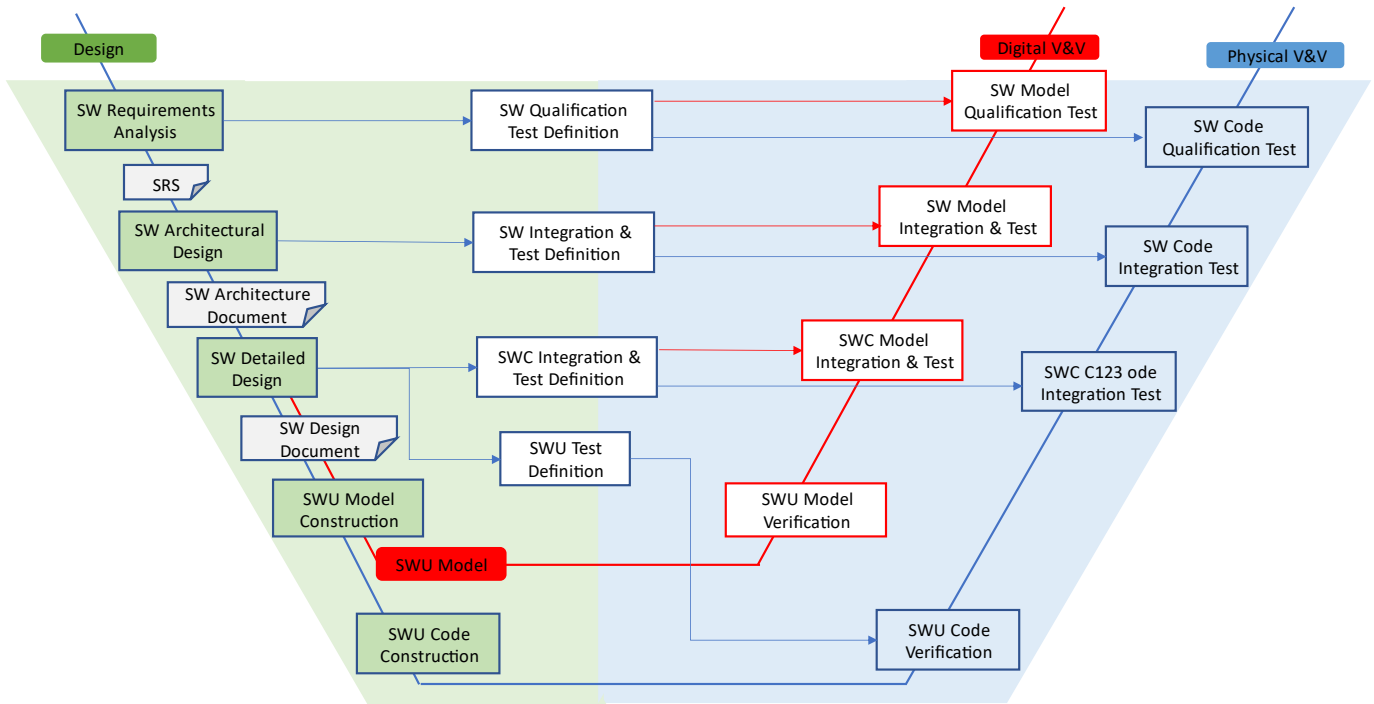 Design
Digital V&V
Physical V&V
SW Requirements
Analysis
SW Qualification
Test Definition
SW Model
Qualification Test
SW Code
Qualification Test
SRS
SW Architectural
Design
SW Integration &
Test Definition
SW Model
Integration & Test
SW Code
Integration Test
SW Architecture
Document
SW Detailed
Design
SWC Integration &
Test Definition
SWC Model
Integration & Test
SWC C123 ode
Integration Test
SW Design
Document
SWU Test
Definition
SWU Model
Construction
SWU Model
Verification
SWU Model
SWU Code
Construction
SWU Code
Verification